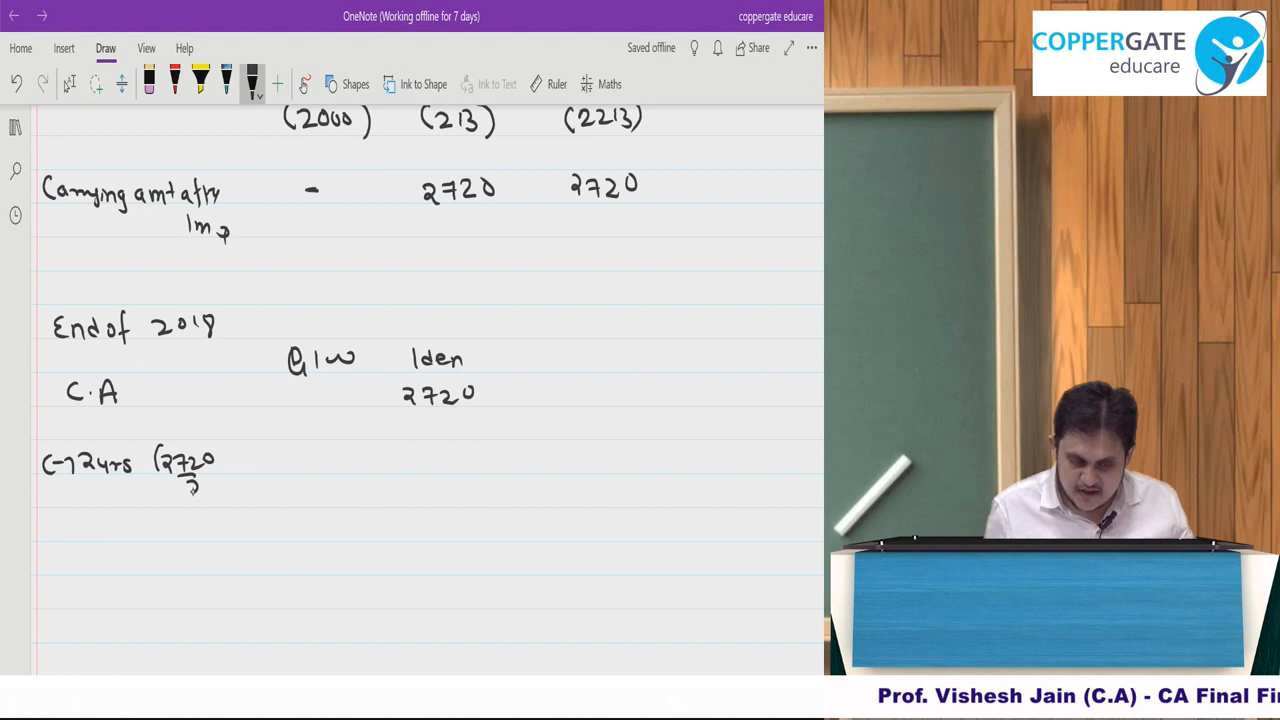 OneNote (Working offline for 7 days)
coppergate educare
Home Insert Draw View Help
Saved offline
Share
Shapes
Ink to Shape
Ink to Text
Ruler
Maths
COPPERGATE
educare
(2000) (213) (2213)
Carrying amt aftr - 2720 2720
Imp
End of 2018
G/w Iden
C.A 2720
(-) 2 yrs (2720
Prof. Vishesh Jain (C.A) - CA Final Fi